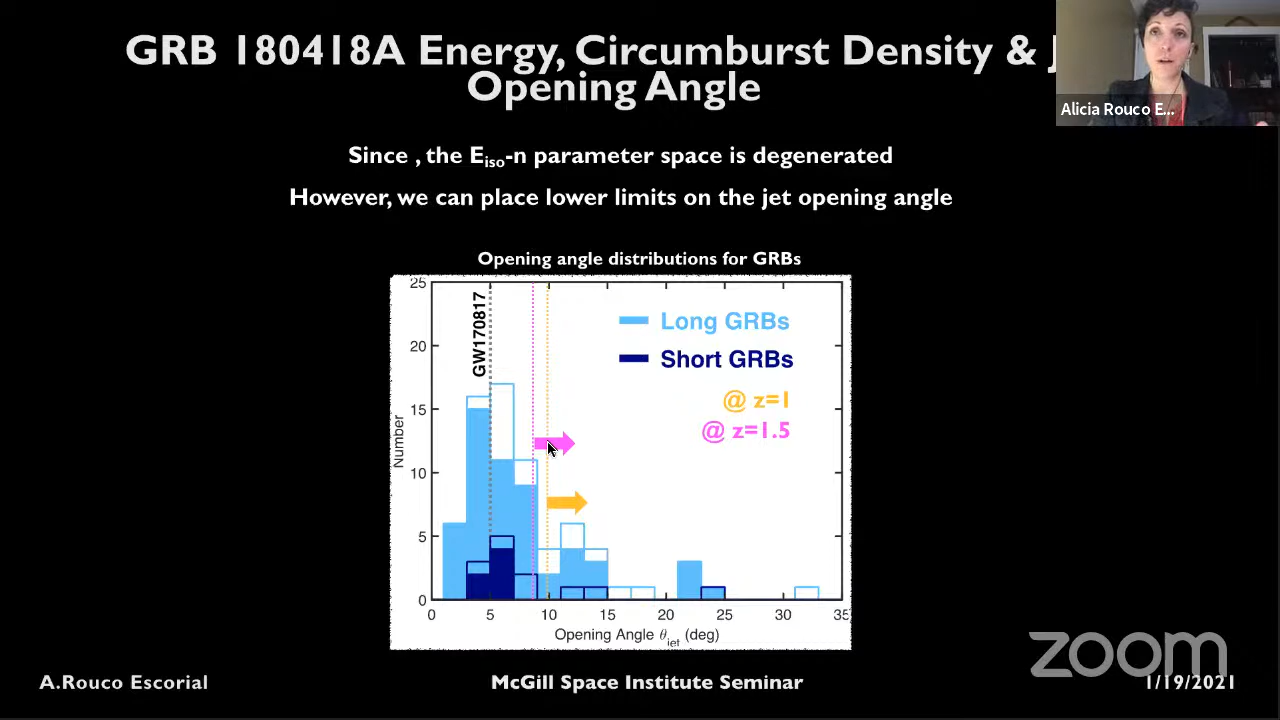 GRB 180418A Energy, Circumburst Density & J
Opening Angle
Alicia Rouco E...
Since , the Eiso-n parameter space is degenerated
However, we can place lower limits on the jet opening angle
Opening angle distributions for GRBs
25
20
15
10
5
0
Number
GW170817
Long GRBs
Short GRBs
@ z=1
@ z=1.5
0 5 10 15 20 25 30 35
Opening Angle θjet (deg)
zoom
A.Rouco Escorial
McGill Space Institute Seminar
1/19/2021